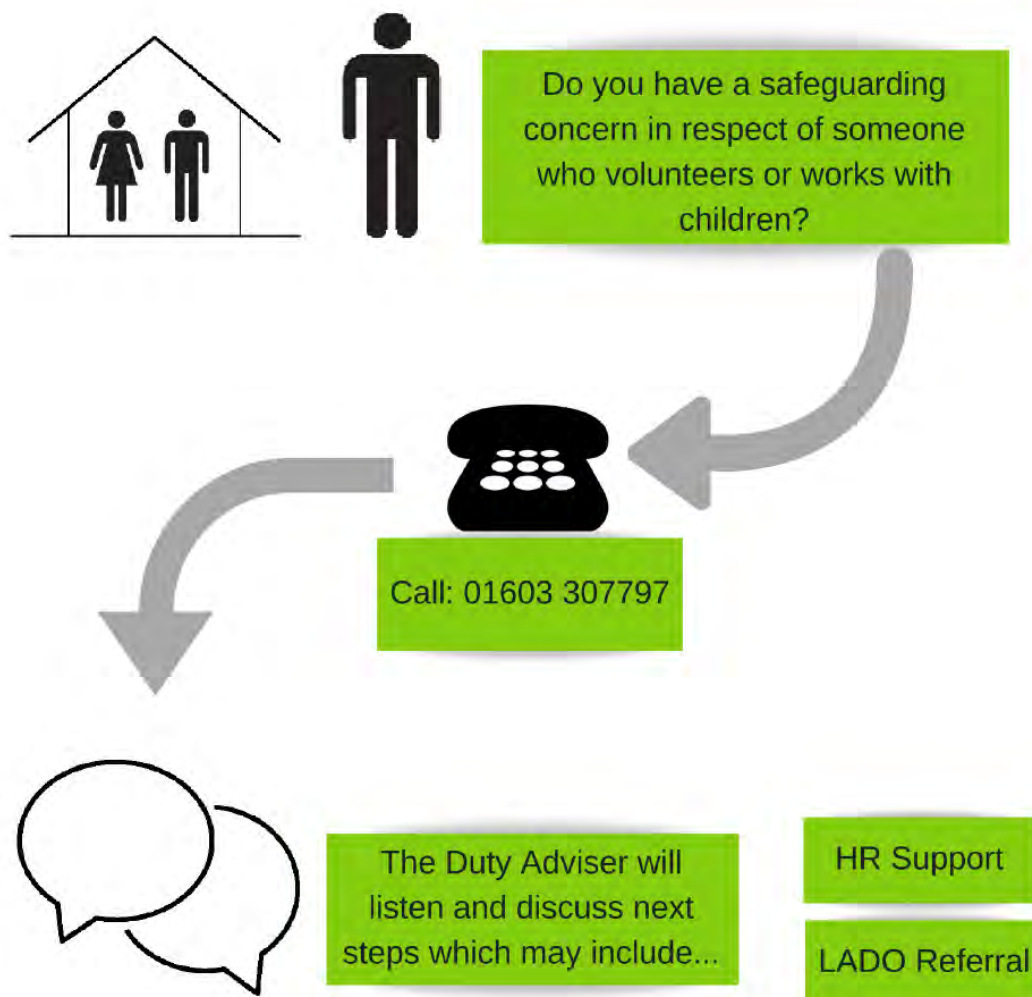 Do you have a safeguarding
concern in respect of someone
who volunteers or works with
children?
Call: 01603 307797
The Duty Adviser will
listen and discuss next
steps which may include...
HR Support
LADO Referral